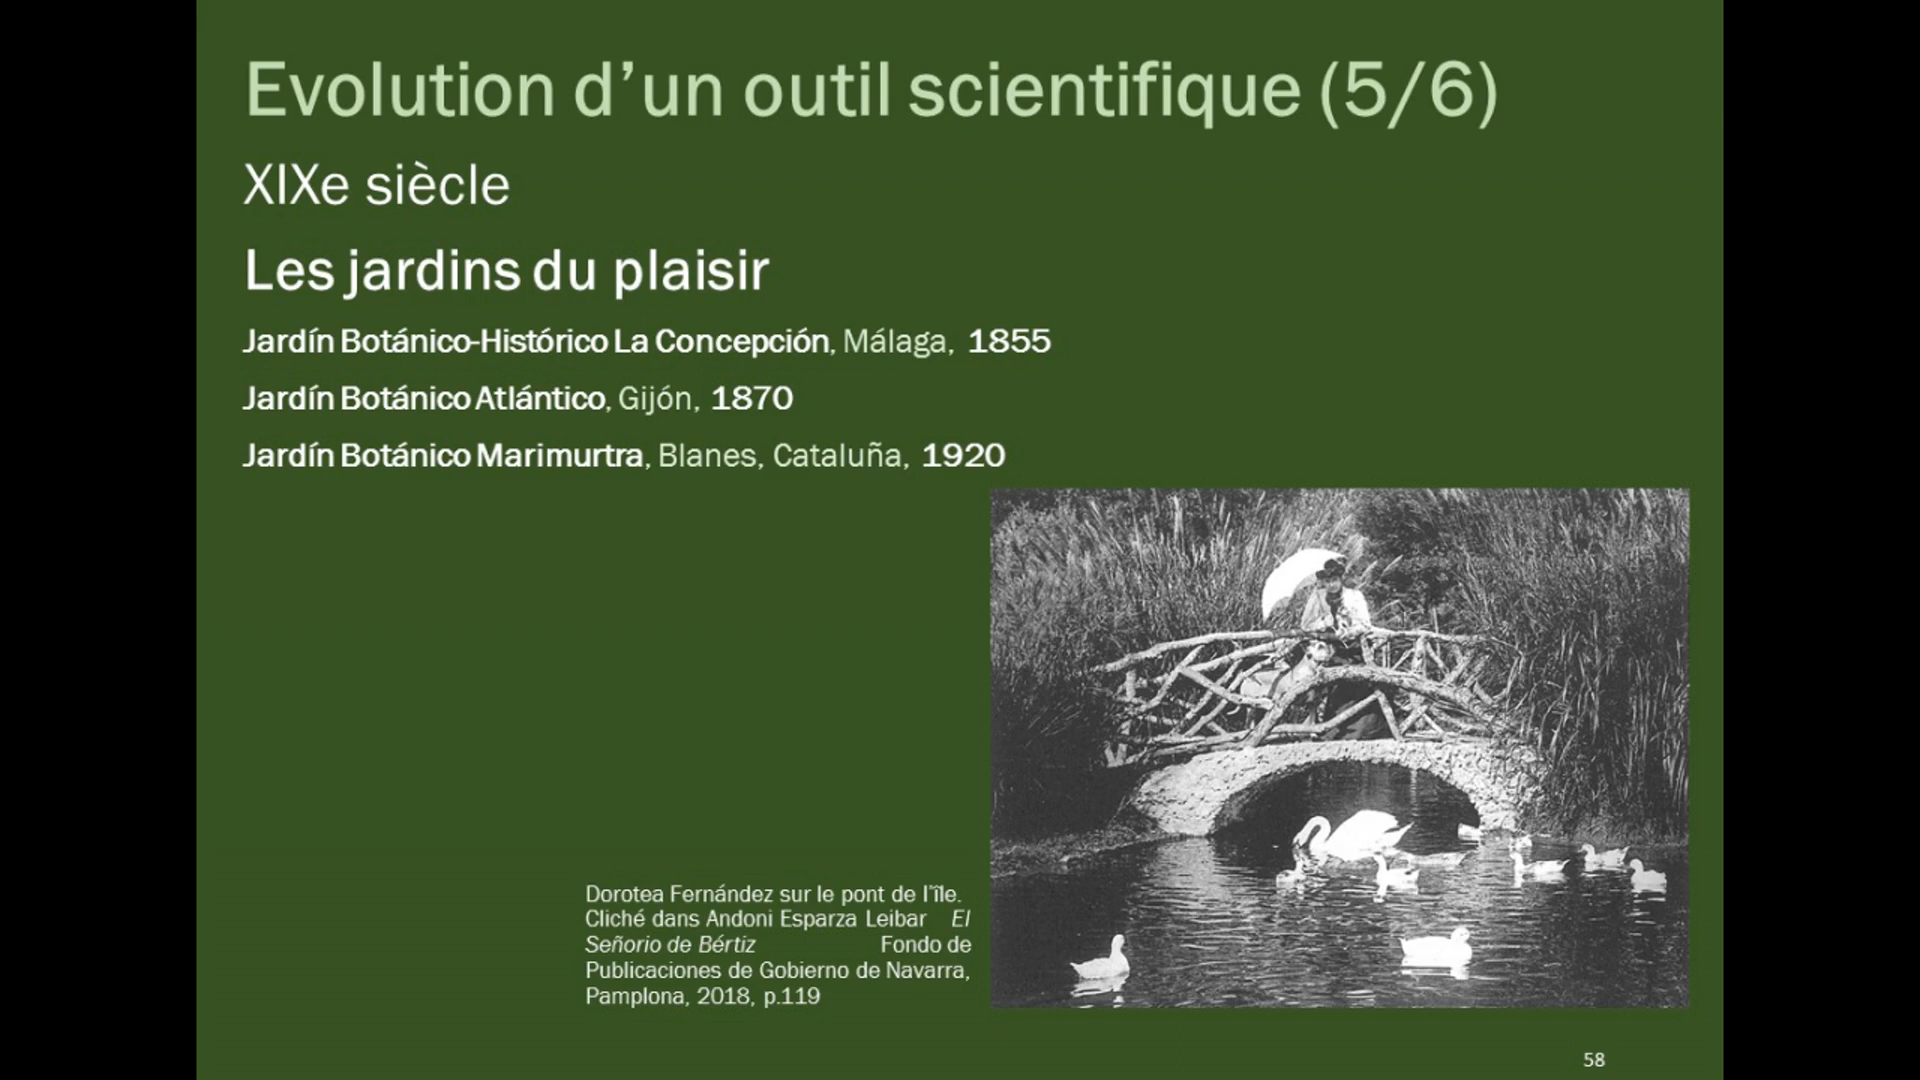 Evolution d’un outil scientifique (5/6)
XIXe siècle
Les jardins du plaisir
Jardín Botánico-Histórico La Concepción, Málaga, 1855
Jardín Botánico Atlántico, Gijón, 1870
Jardín Botánico Marimurtra, Blanes, Cataluña, 1920
Dorotea Fernández sur le pont de l’île.
Cliché dans Andoni Esparza Leibar El
Señorio de Bértiz Fondo de
Publicaciones de Gobierno de Navarra,
Pamplona, 2018, p.119
58